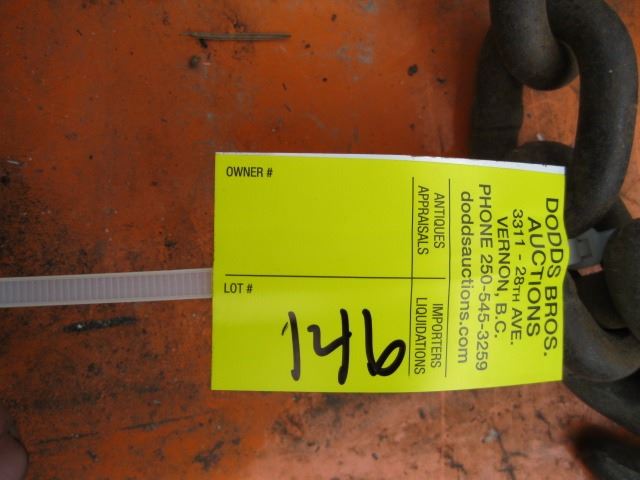 DODDS BROS.
AUCTIONS
3311 - 28TH AVE.
VERNON, B.C.
PHONE 250-545-3259
doddsauctions.com
ANTIQUES IMPORTERS
APPRAISALS LIQUIDATIONS
OWNER #
LOT #
146